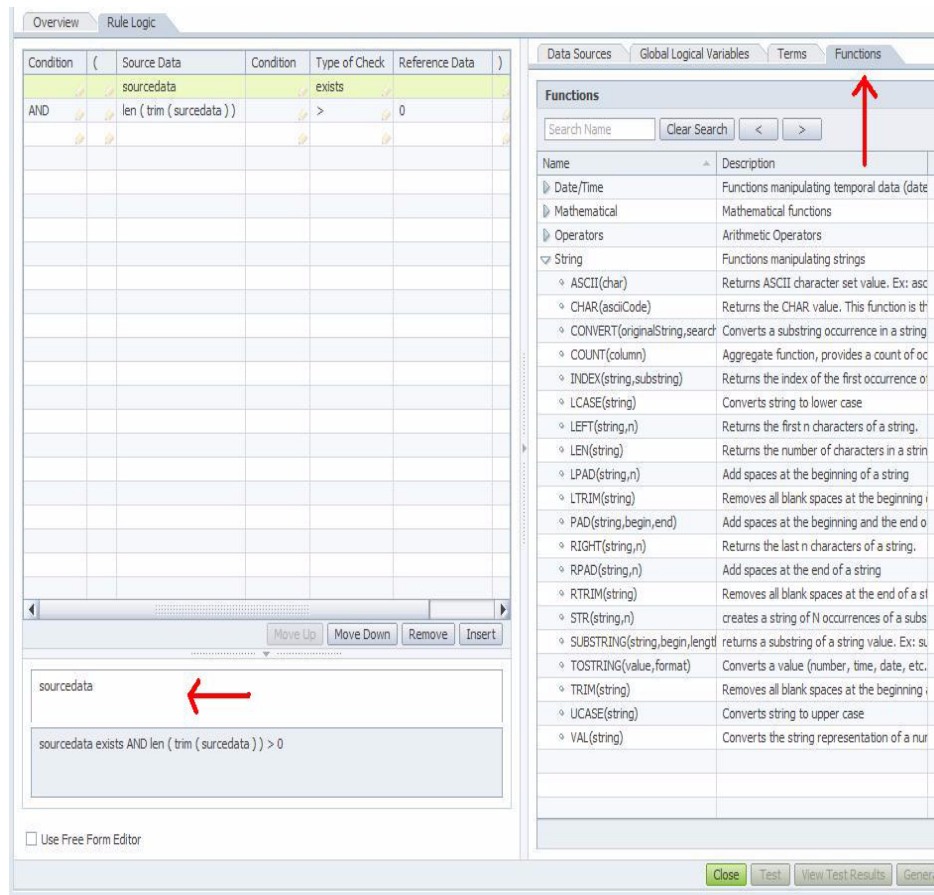 Overview Rule Logic
Condition ( Source Data Condition Type of Check Reference Data )
sourcedata exists
AND len ( trim ( surcedata ) ) > 0
Move Up Move Down Remove Insert
sourcedata
sourcedata exists AND len ( trim ( surcedata ) ) > 0
Use Free Form Editor
Data Sources Global Logical Variables Terms Functions
Functions
Search Name Clear Search < >
Name Description
Date/Time Functions manipulating temporal data (date
Mathematical Mathematical functions
Operators Arithmetic Operators
String Functions manipulating strings
ASCII(char) Returns ASCII character set value. Ex: asc
CHAR(asciiCode) Returns the CHAR value. This function is th
CONVERT(originalString,search Converts a substring occurrence in a string
COUNT(column) Aggregate function, provides a count of oc
INDEX(string,substring) Returns the index of the first occurrence of
LCASE(string) Converts string to lower case
LEFT(string,n) Returns the first n characters of a string.
LEN(string) Returns the number of characters in a strin
LPAD(string,n) Add spaces at the beginning of a string
LTRIM(string) Removes all blank spaces at the beginning
PAD(string,begin,end) Add spaces at the beginning and the end o
RIGHT(string,n) Returns the last n characters of a string.
RPAD(string,n) Add spaces at the end of a string
RTRIM(string) Removes all blank spaces at the end of a st
STR(string,n) creates a string of N occurrences of a subs
SUBSTRING(string,begin,lengt returns a substring of a string value. Ex: su
TOSTRING(value,format) Converts a value (number, time, date, etc.
TRIM(string) Removes all blank spaces at the beginning
UCASE(string) Converts string to upper case
VAL(string) Converts the string representation of a nur
Close Test View Test Results Genera